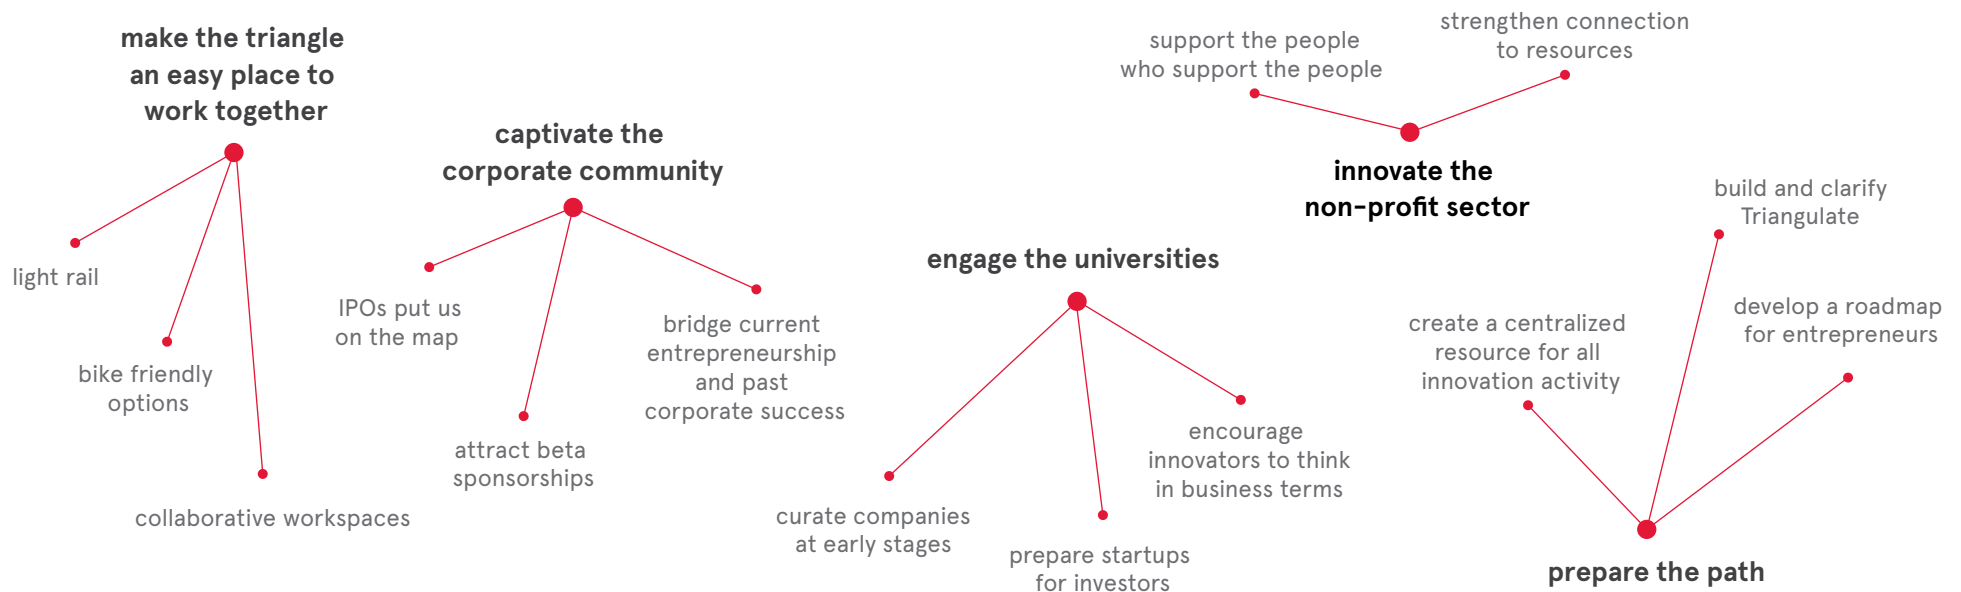 make the triangle
an easy place to
work together
light rail
bike friendly
options
collaborative workspaces
captivate the
corporate community
IPOs put us
on the map
attract beta
sponsorships
bridge current
entrepreneurship
and past
corporate success
engage the universities
curate companies
at early stages
prepare startups
for investors
encourage
innovators to think
in business terms
support the people
who support the people
strengthen connection
to resources
innovate the
non-profit sector
create a centralized
resource for all
innovation activity
build and clarify
Triangulate
develop a roadmap
for entrepreneurs
prepare the path